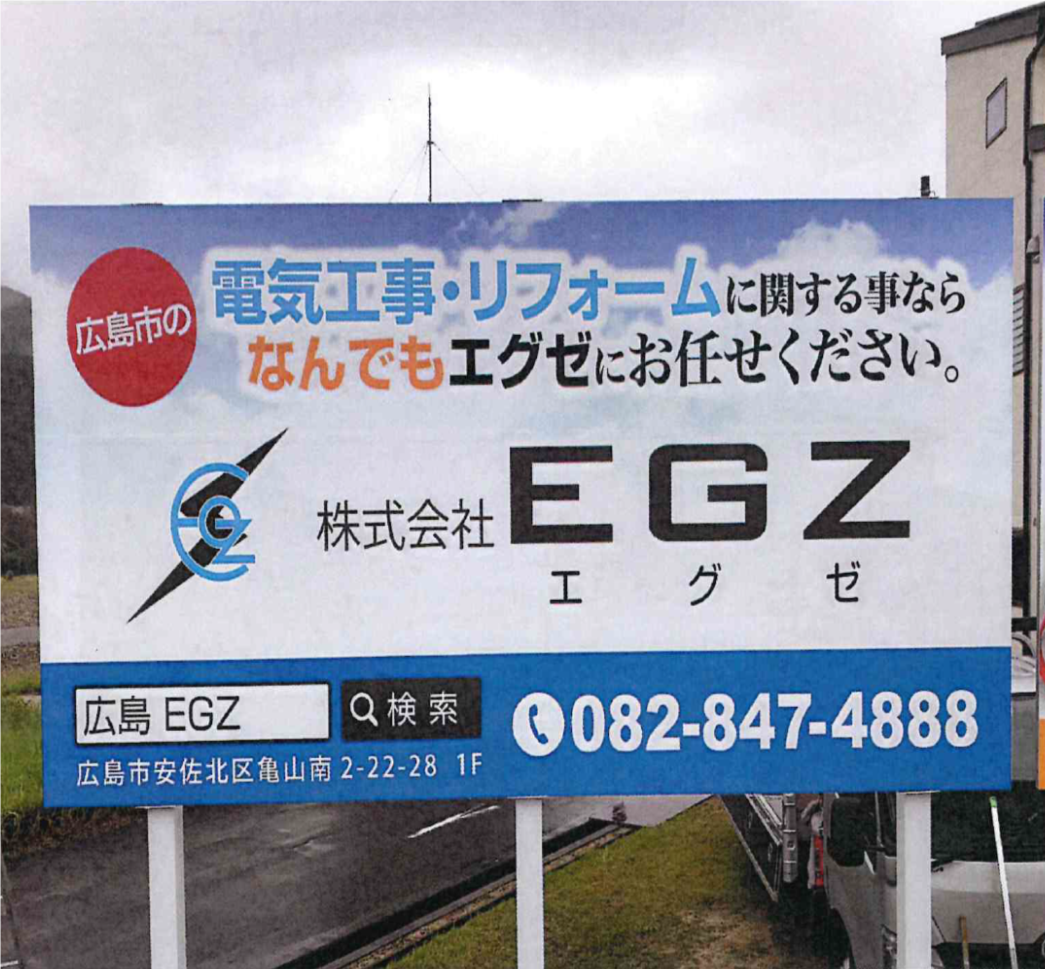 広島市の
電気工事・リフォームに関する事なら
なんでもエグゼにお任せください。
EGZ
株式会社 EGZ
エグゼ
広島 EGZ 検索
082-847-4888
広島市安佐北区亀山南 2-22-28 1F